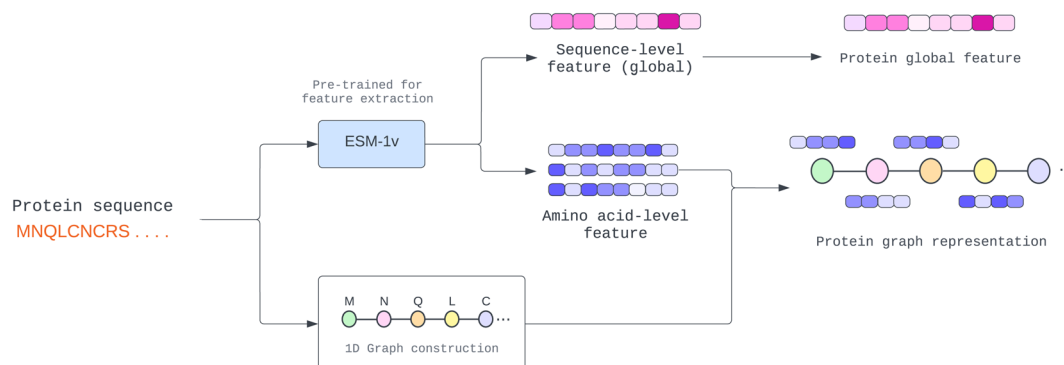 Protein sequence
MNQLCNCRS . . . .
Pre-trained for
feature extraction
ESM-1v
Sequence-level
feature (global)
Protein global feature
Amino acid-level
feature
Protein graph representation
M N Q L C
...
1D Graph construction